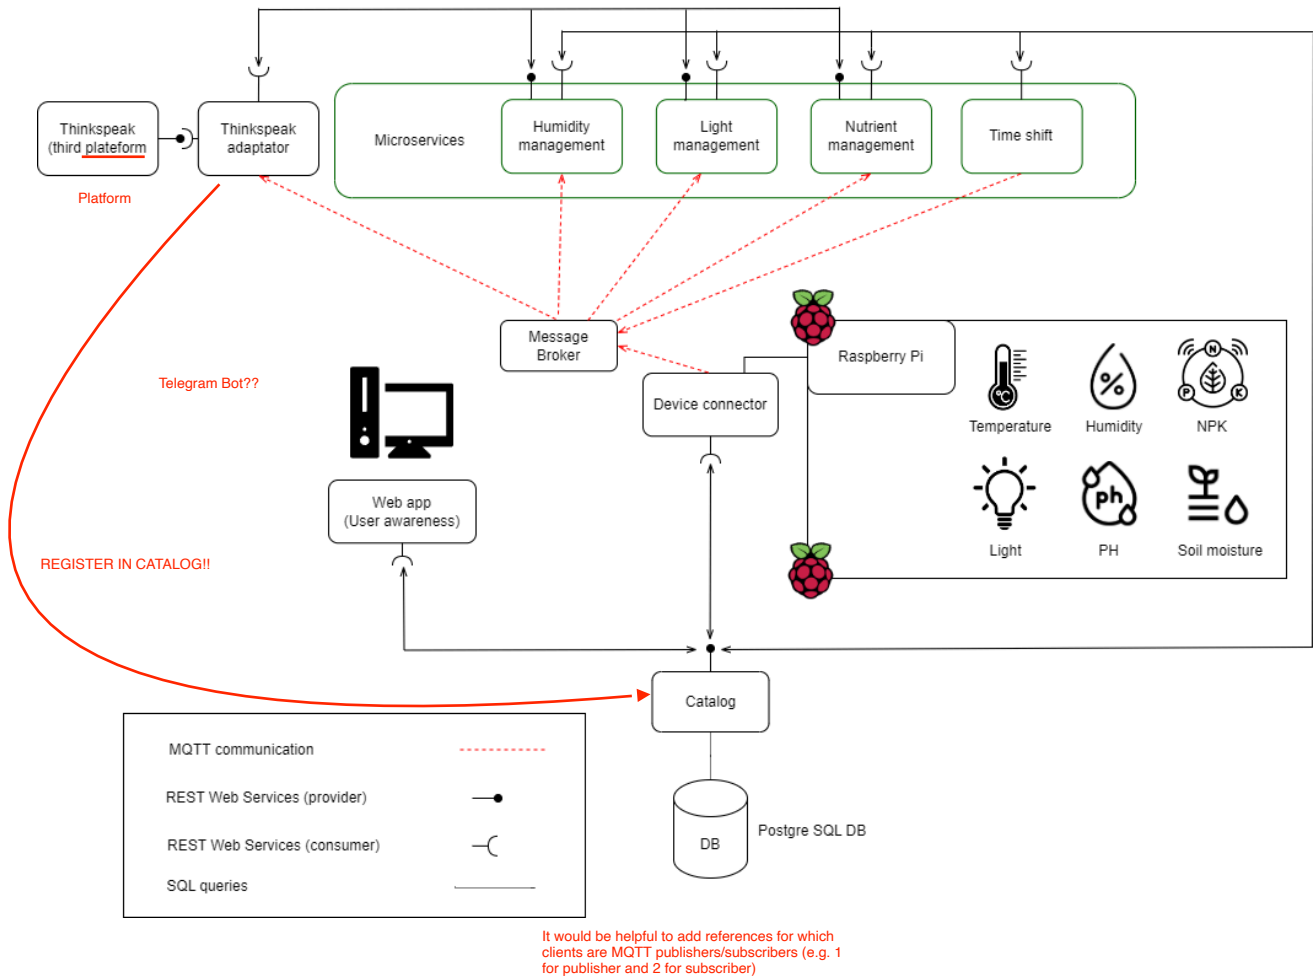 Thinkspeak
(third plateform
Platform
Thinkspeak
adaptator
Microservices
Humidity
management
Light
management
Nutrient
management
Time shift
Message
Broker
Telegram Bot??
Device connector
Raspberry Pi
°C
Temperature
%
Humidity
N
P
K
NPK
Light
ph
PH
Soil moisture
Web app
(User awareness)
REGISTER IN CATALOG!!
Catalog
DB
Postgre SQL DB
MQTT communication
REST Web Services (provider)
REST Web Services (consumer)
SQL queries
It would be helpful to add references for which
clients are MQTT publishers/subscribers (e.g. 1
for publisher and 2 for subscriber)